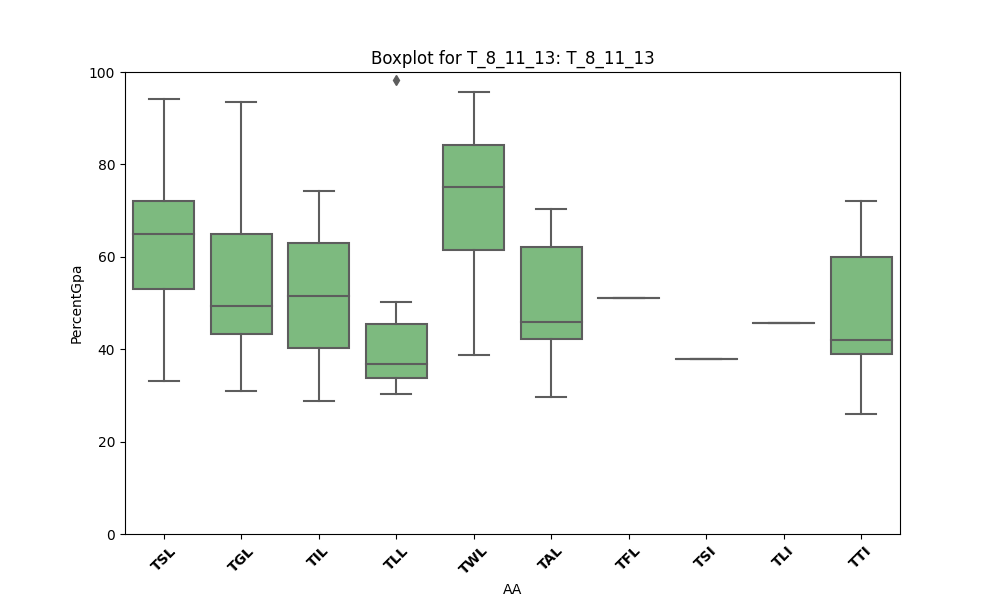 Boxplot for T_8_11_13: T_8_11_13
100
80
60
40
20
0
PercentGpa
TSL TGL TIL TLL TWL TAL TFL TSI TLI TTI
AA